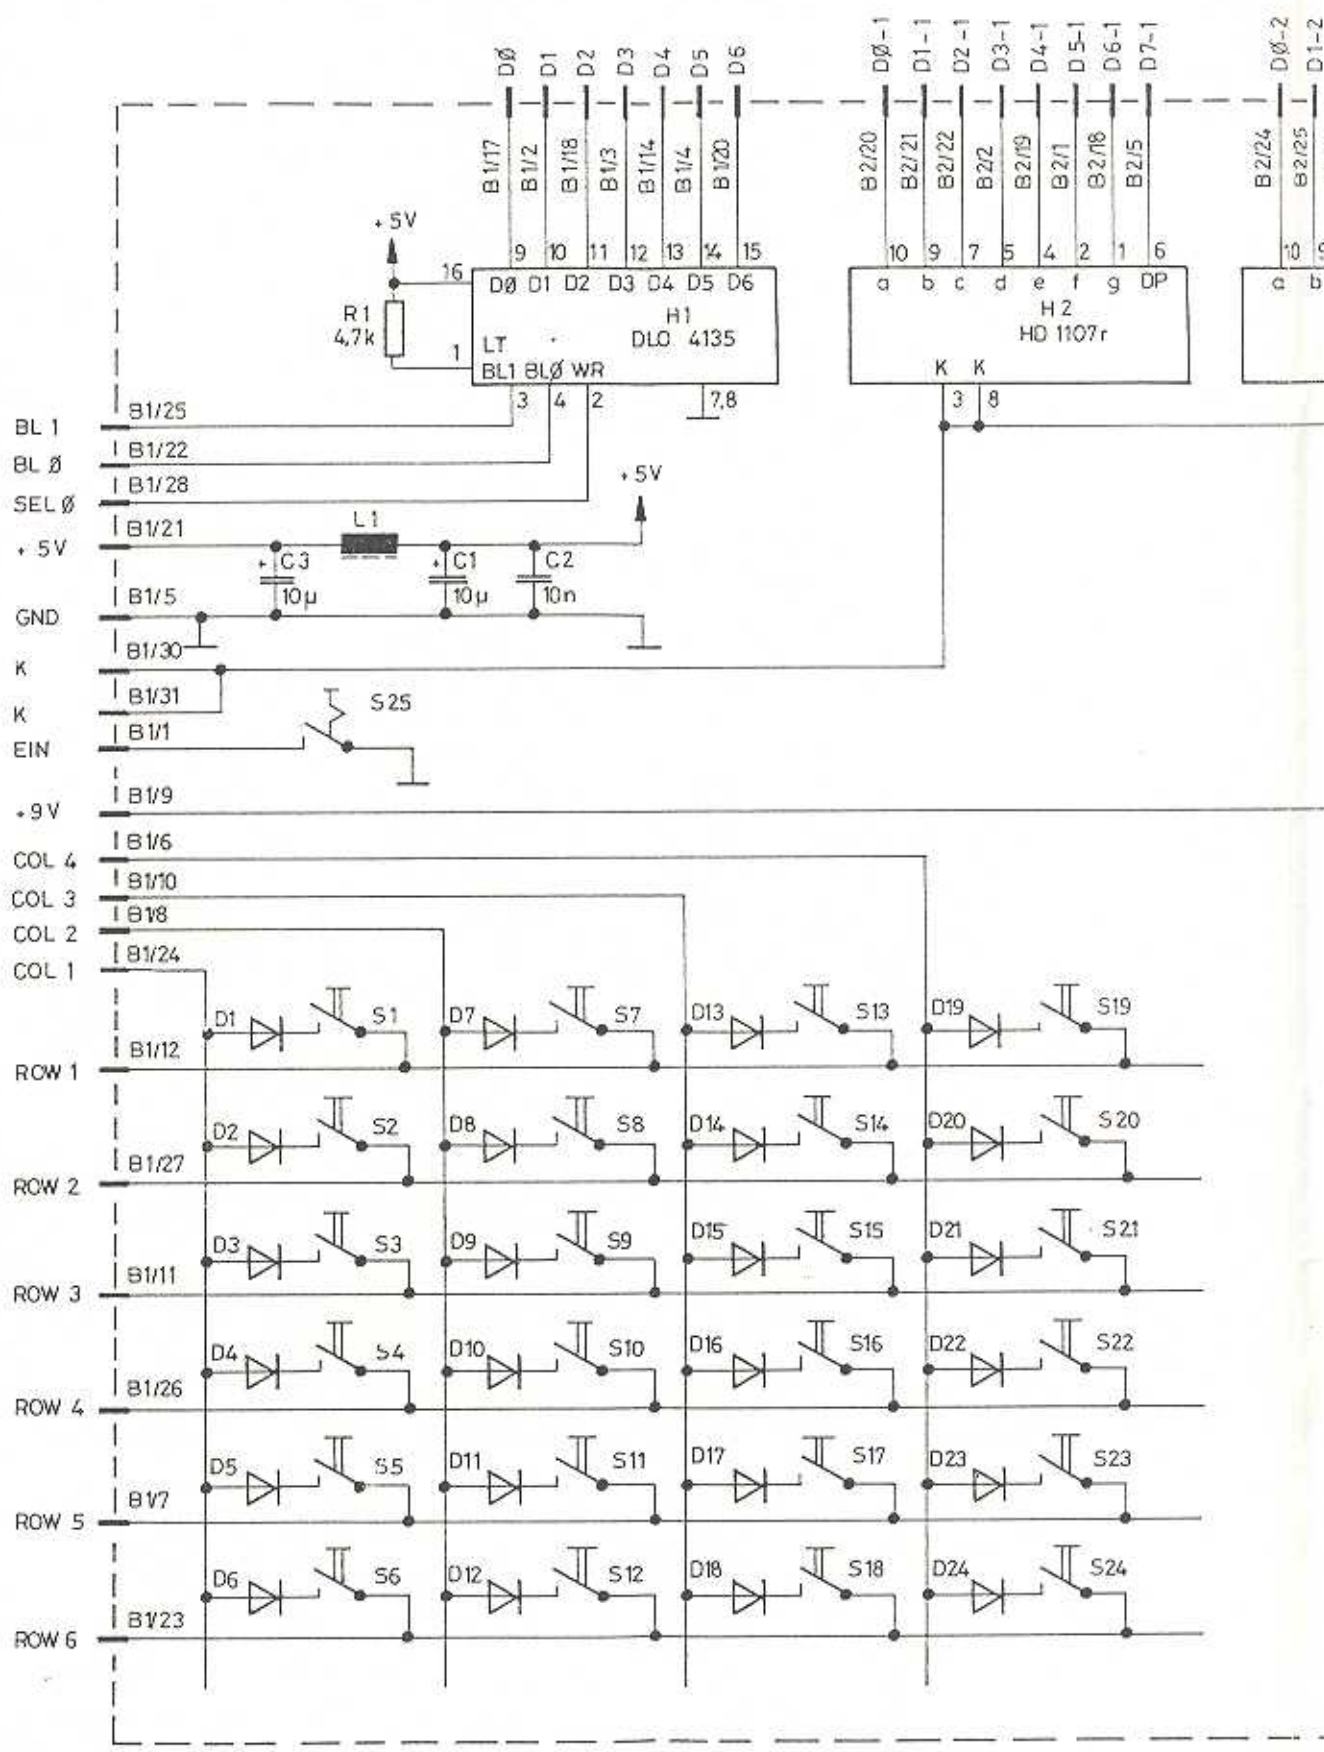 DØ D1 D2 D3 D4 D5 D6 DØ-1 D1-1 D2-1 D3-1 D4-1 D5-1 D6-1 D7-1 DØ-2 D1-2
B1/17 B1/2 B1/18 B1/3 B1/14 B1/4 B1/20 B2/20 B2/21 B2/22 B2/2 B2/19 B2/1 B2/18 B2/5 B2/24 B2/25
+5V
9 10 11 12 13 14 15 10 9 7 5 4 2 1 6 10 9
16 DØ D1 D2 D3 D4 D5 D6 a b c d e f g DP a b
R1 H1 H2
4,7k DLO 4135 HD 1107r
1 LT
BL1 BLØ WR K K
3 4 2 7,8 3 8
BL 1 B1/25
BL Ø B1/22
SEL Ø B1/28
+5V
+5V B1/21 L1
C3 C1 C2
10µ 10µ 10n
GND B1/5
K B1/30
K B1/31 S25
EIN B1/1
+9V B1/9
COL 4 B1/6
COL 3 B1/10
COL 2 B1/8
COL 1 B1/24
D1 S1 D7 S7 D13 S13 D19 S19
ROW 1 B1/12
D2 S2 D8 S8 D14 S14 D20 S20
ROW 2 B1/27
D3 S3 D9 S9 D15 S15 D21 S21
ROW 3 B1/11
D4 S4 D10 S10 D16 S16 D22 S22
ROW 4 B1/26
D5 S5 D11 S11 D17 S17 D23 S23
ROW 5 B1/7
D6 S6 D12 S12 D18 S18 D24 S24
ROW 6 B1/23